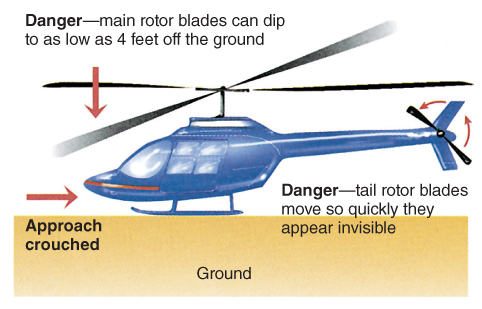 Danger—main rotor blades can dip
to as low as 4 feet off the ground
Danger—tail rotor blades
move so quickly they
appear invisible
Approach
crouched
Ground